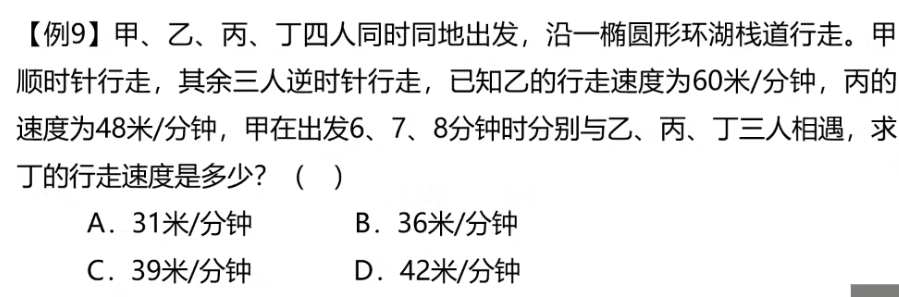 【例9】甲、乙、丙、丁四人同时同地出发，沿一椭圆形环湖栈道行走。甲
顺时针行走，其余三人逆时针行走，已知乙的行走速度为60米/分钟，丙的
速度为48米/分钟，甲在出发6、7、8分钟时分别与乙、丙、丁三人相遇，求
丁的行走速度是多少？（　）
A．31米/分钟　　B．36米/分钟
C．39米/分钟　　D．42米/分钟